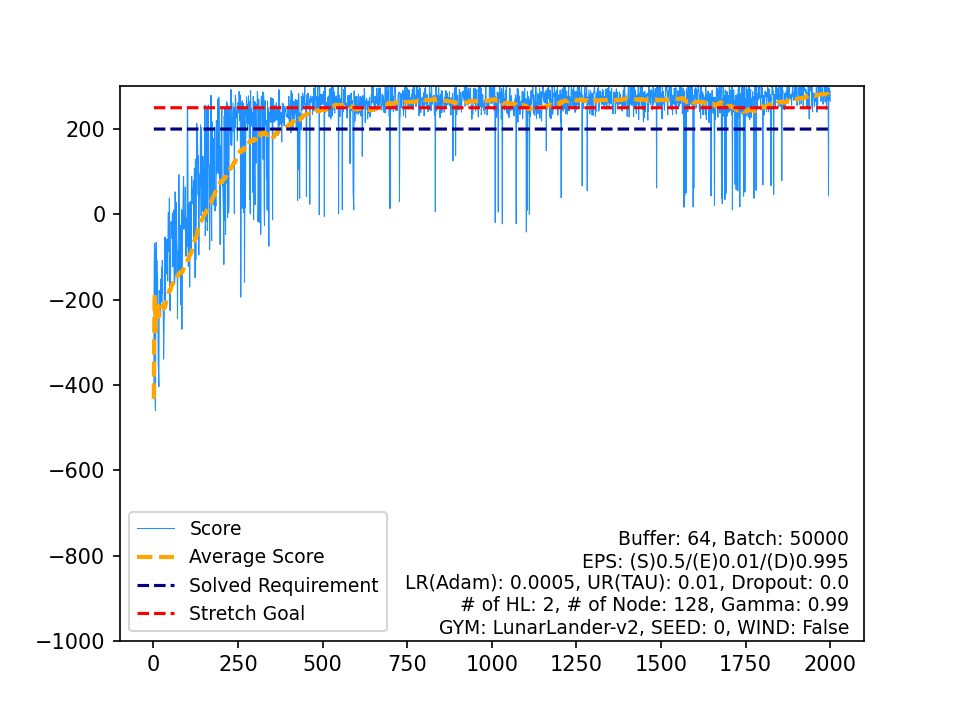 200
0
−200
−400
−600
−800
−1000
Score
Average Score
Solved Requirement
Stretch Goal
Buffer: 64, Batch: 50000
EPS: (S)0.5/(E)0.01/(D)0.995
LR(Adam): 0.0005, UR(TAU): 0.01, Dropout: 0.0
# of HL: 2, # of Node: 128, Gamma: 0.99
GYM: LunarLander-v2, SEED: 0, WIND: False
0 250 500 750 1000 1250 1500 1750 2000